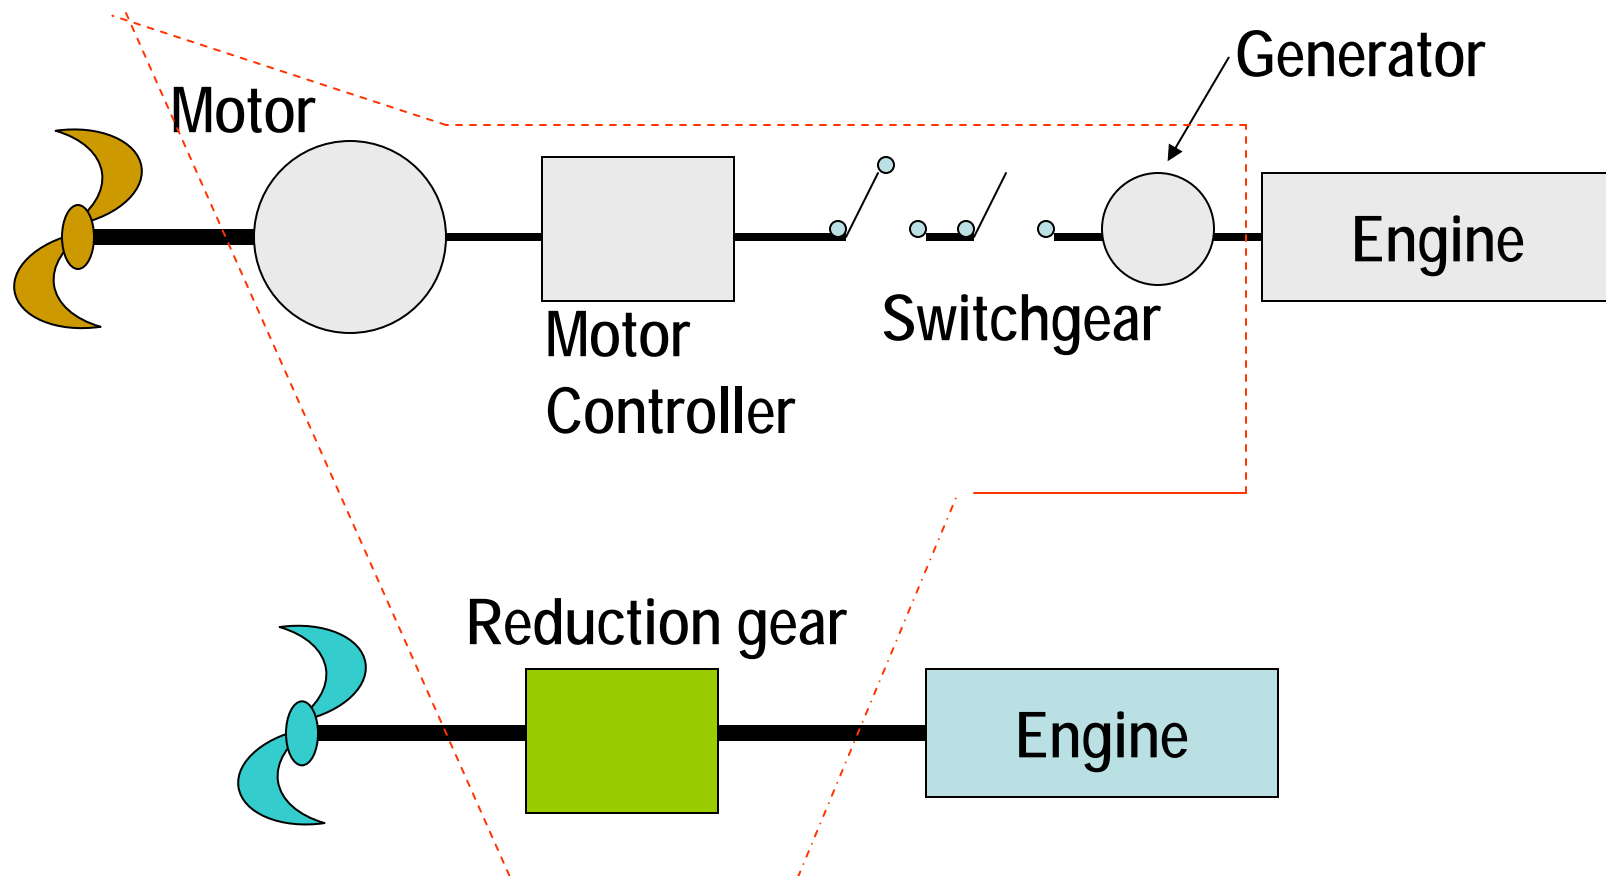 Generator
Motor
Engine
Switchgear
Motor
Controller
Reduction gear
Engine